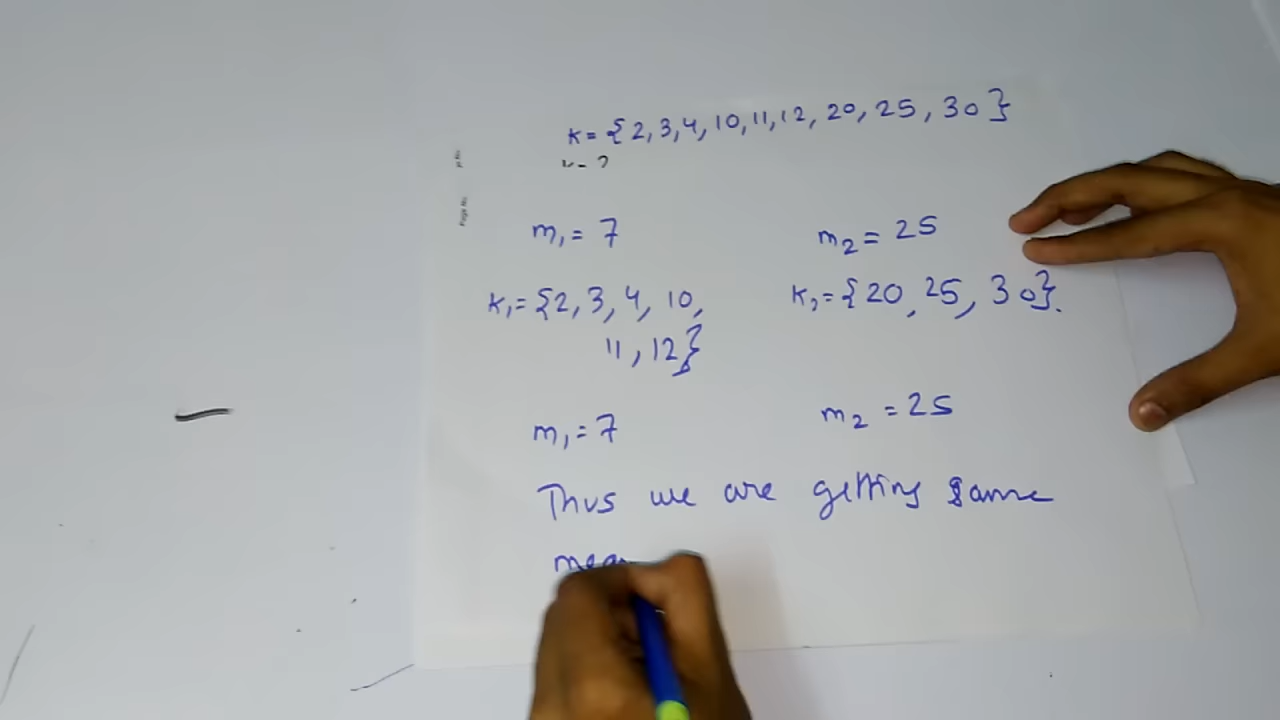 K = {2, 3, 4, 10, 11, 12, 20, 25, 30}
m₁ = 7 m₂ = 25
K₁ = {2, 3, 4, 10, K₂ = {20, 25, 30}.
11, 12}
m₁ = 7 m₂ = 25
Thus we are getting same
mean